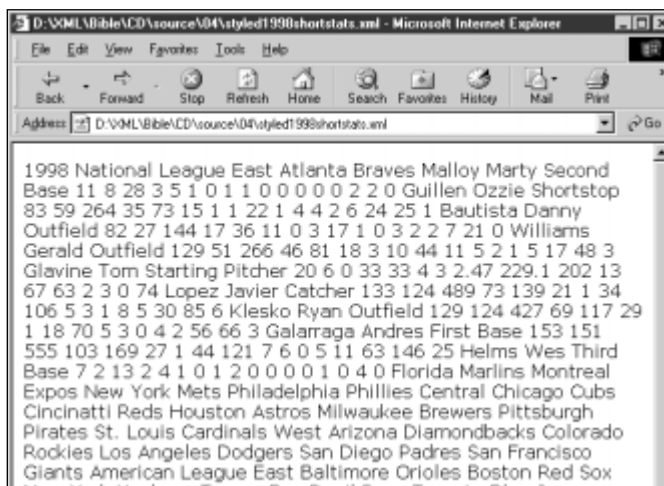 D:\XML\Bible\CD\source\04\styled1998shortstats.xml - Microsoft Internet Explorer
File Edit View Favorites Tools Help
Back Forward Stop Refresh Home Search Favorites History Mail Print
Address D:\XML\Bible\CD\source\04\styled1998shortstats.xml Go
1998 National League East Atlanta Braves Malloy Marty Second
Base 11 8 28 3 5 1 0 1 1 0 0 0 0 0 2 2 0 Guillen Ozzie Shortstop
83 59 264 35 73 15 1 1 22 1 4 4 2 6 24 25 1 Bautista Danny
Outfield 82 27 144 17 36 11 0 3 17 1 0 3 2 2 7 21 0 Williams
Gerald Outfield 129 51 266 46 81 18 3 10 44 11 5 2 1 5 17 48 3
Glavine Tom Starting Pitcher 20 6 0 33 33 4 3 2.47 229.1 202 13
67 63 2 3 0 74 Lopez Javier Catcher 133 124 489 73 139 21 1 34
106 5 3 1 8 5 30 85 6 Klesko Ryan Outfield 129 124 427 69 117 29
1 18 70 5 3 0 4 2 56 66 3 Galarraga Andres First Base 153 151
555 103 169 27 1 44 121 7 6 0 5 11 63 146 25 Helms Wes Third
Base 7 2 13 2 4 1 0 1 2 0 0 0 0 1 0 4 0 Florida Marlins Montreal
Expos New York Mets Philadelphia Phillies Central Chicago Cubs
Cincinatti Reds Houston Astros Milwaukee Brewers Pittsburgh
Pirates St. Louis Cardinals West Arizona Diamondbacks Colorado
Rockies Los Angeles Dodgers San Diego Padres San Francisco
Giants American League East Baltimore Orioles Boston Red Sox